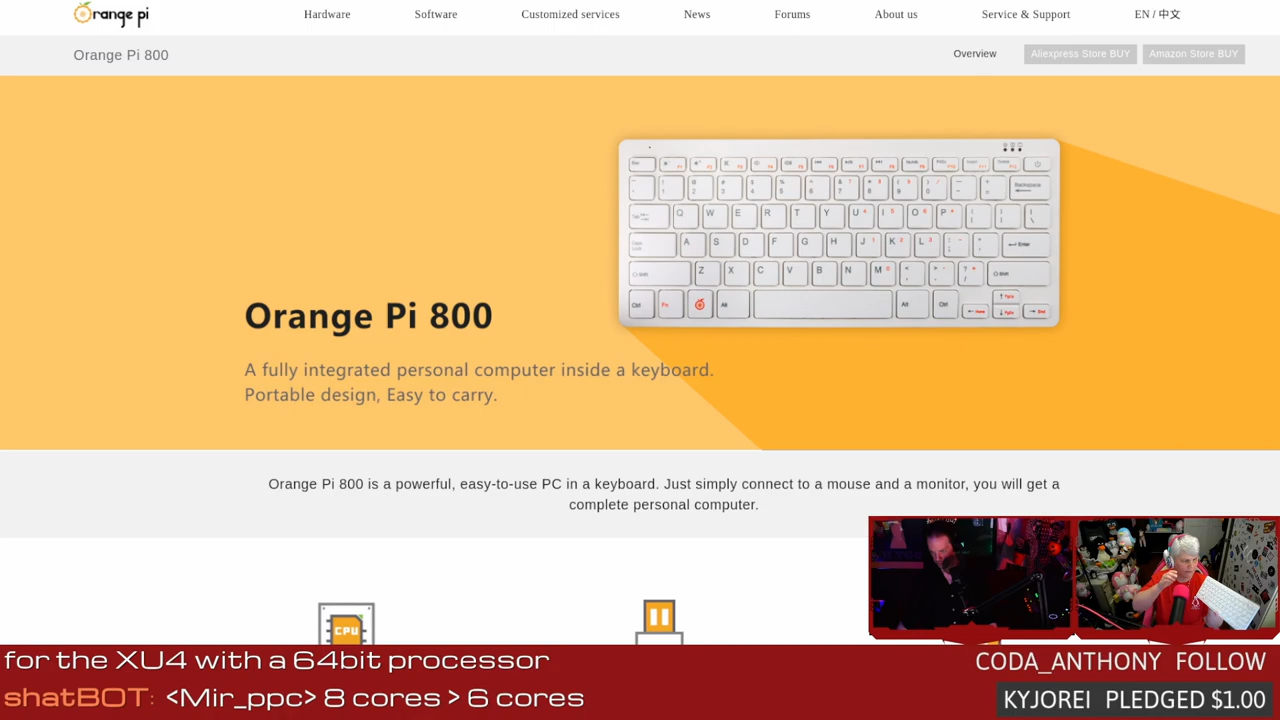 Orange pi
Hardware Software Customized services News Forums About us Service & Support EN / 中文
Orange Pi 800 Overview Aliexpress Store BUY Amazon Store BUY
Orange Pi 800
A fully integrated personal computer inside a keyboard.
Portable design, Easy to carry.
Orange Pi 800 is a powerful, easy-to-use PC in a keyboard. Just simply connect to a mouse and a monitor, you will get a
complete personal computer.
CPU
for the XU4 with a 64bit processor
CODA_ANTHONY FOLLOW
shatBOT: <Mir_ppc> 8 cores > 6 cores
KYJOREI PLEDGED $1.00